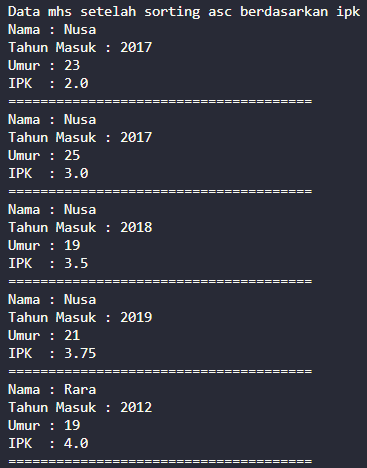 Data mhs setelah sorting asc berdasarkan ipk
Nama : Nusa
Tahun Masuk : 2017
Umur : 23
IPK  : 2.0
======================================
Nama : Nusa
Tahun Masuk : 2017
Umur : 25
IPK  : 3.0
======================================
Nama : Nusa
Tahun Masuk : 2018
Umur : 19
IPK  : 3.5
======================================
Nama : Nusa
Tahun Masuk : 2019
Umur : 21
IPK  : 3.75
======================================
Nama : Rara
Tahun Masuk : 2012
Umur : 19
IPK  : 4.0
======================================